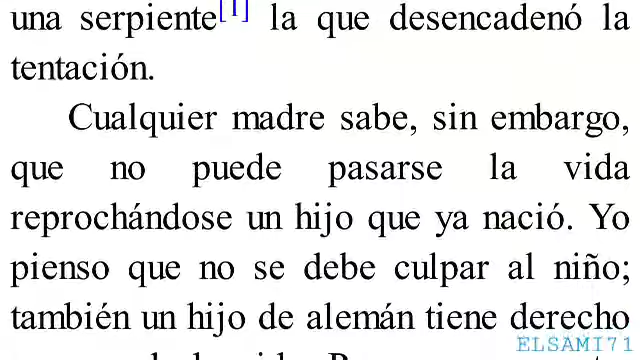 una serpiente[1] la que desencadenó la
tentación.
Cualquier madre sabe, sin embargo,
que no puede pasarse la vida
reprochándose un hijo que ya nació. Yo
pienso que no se debe culpar al niño;
también un hijo de alemán tiene derecho
ELSAMI71